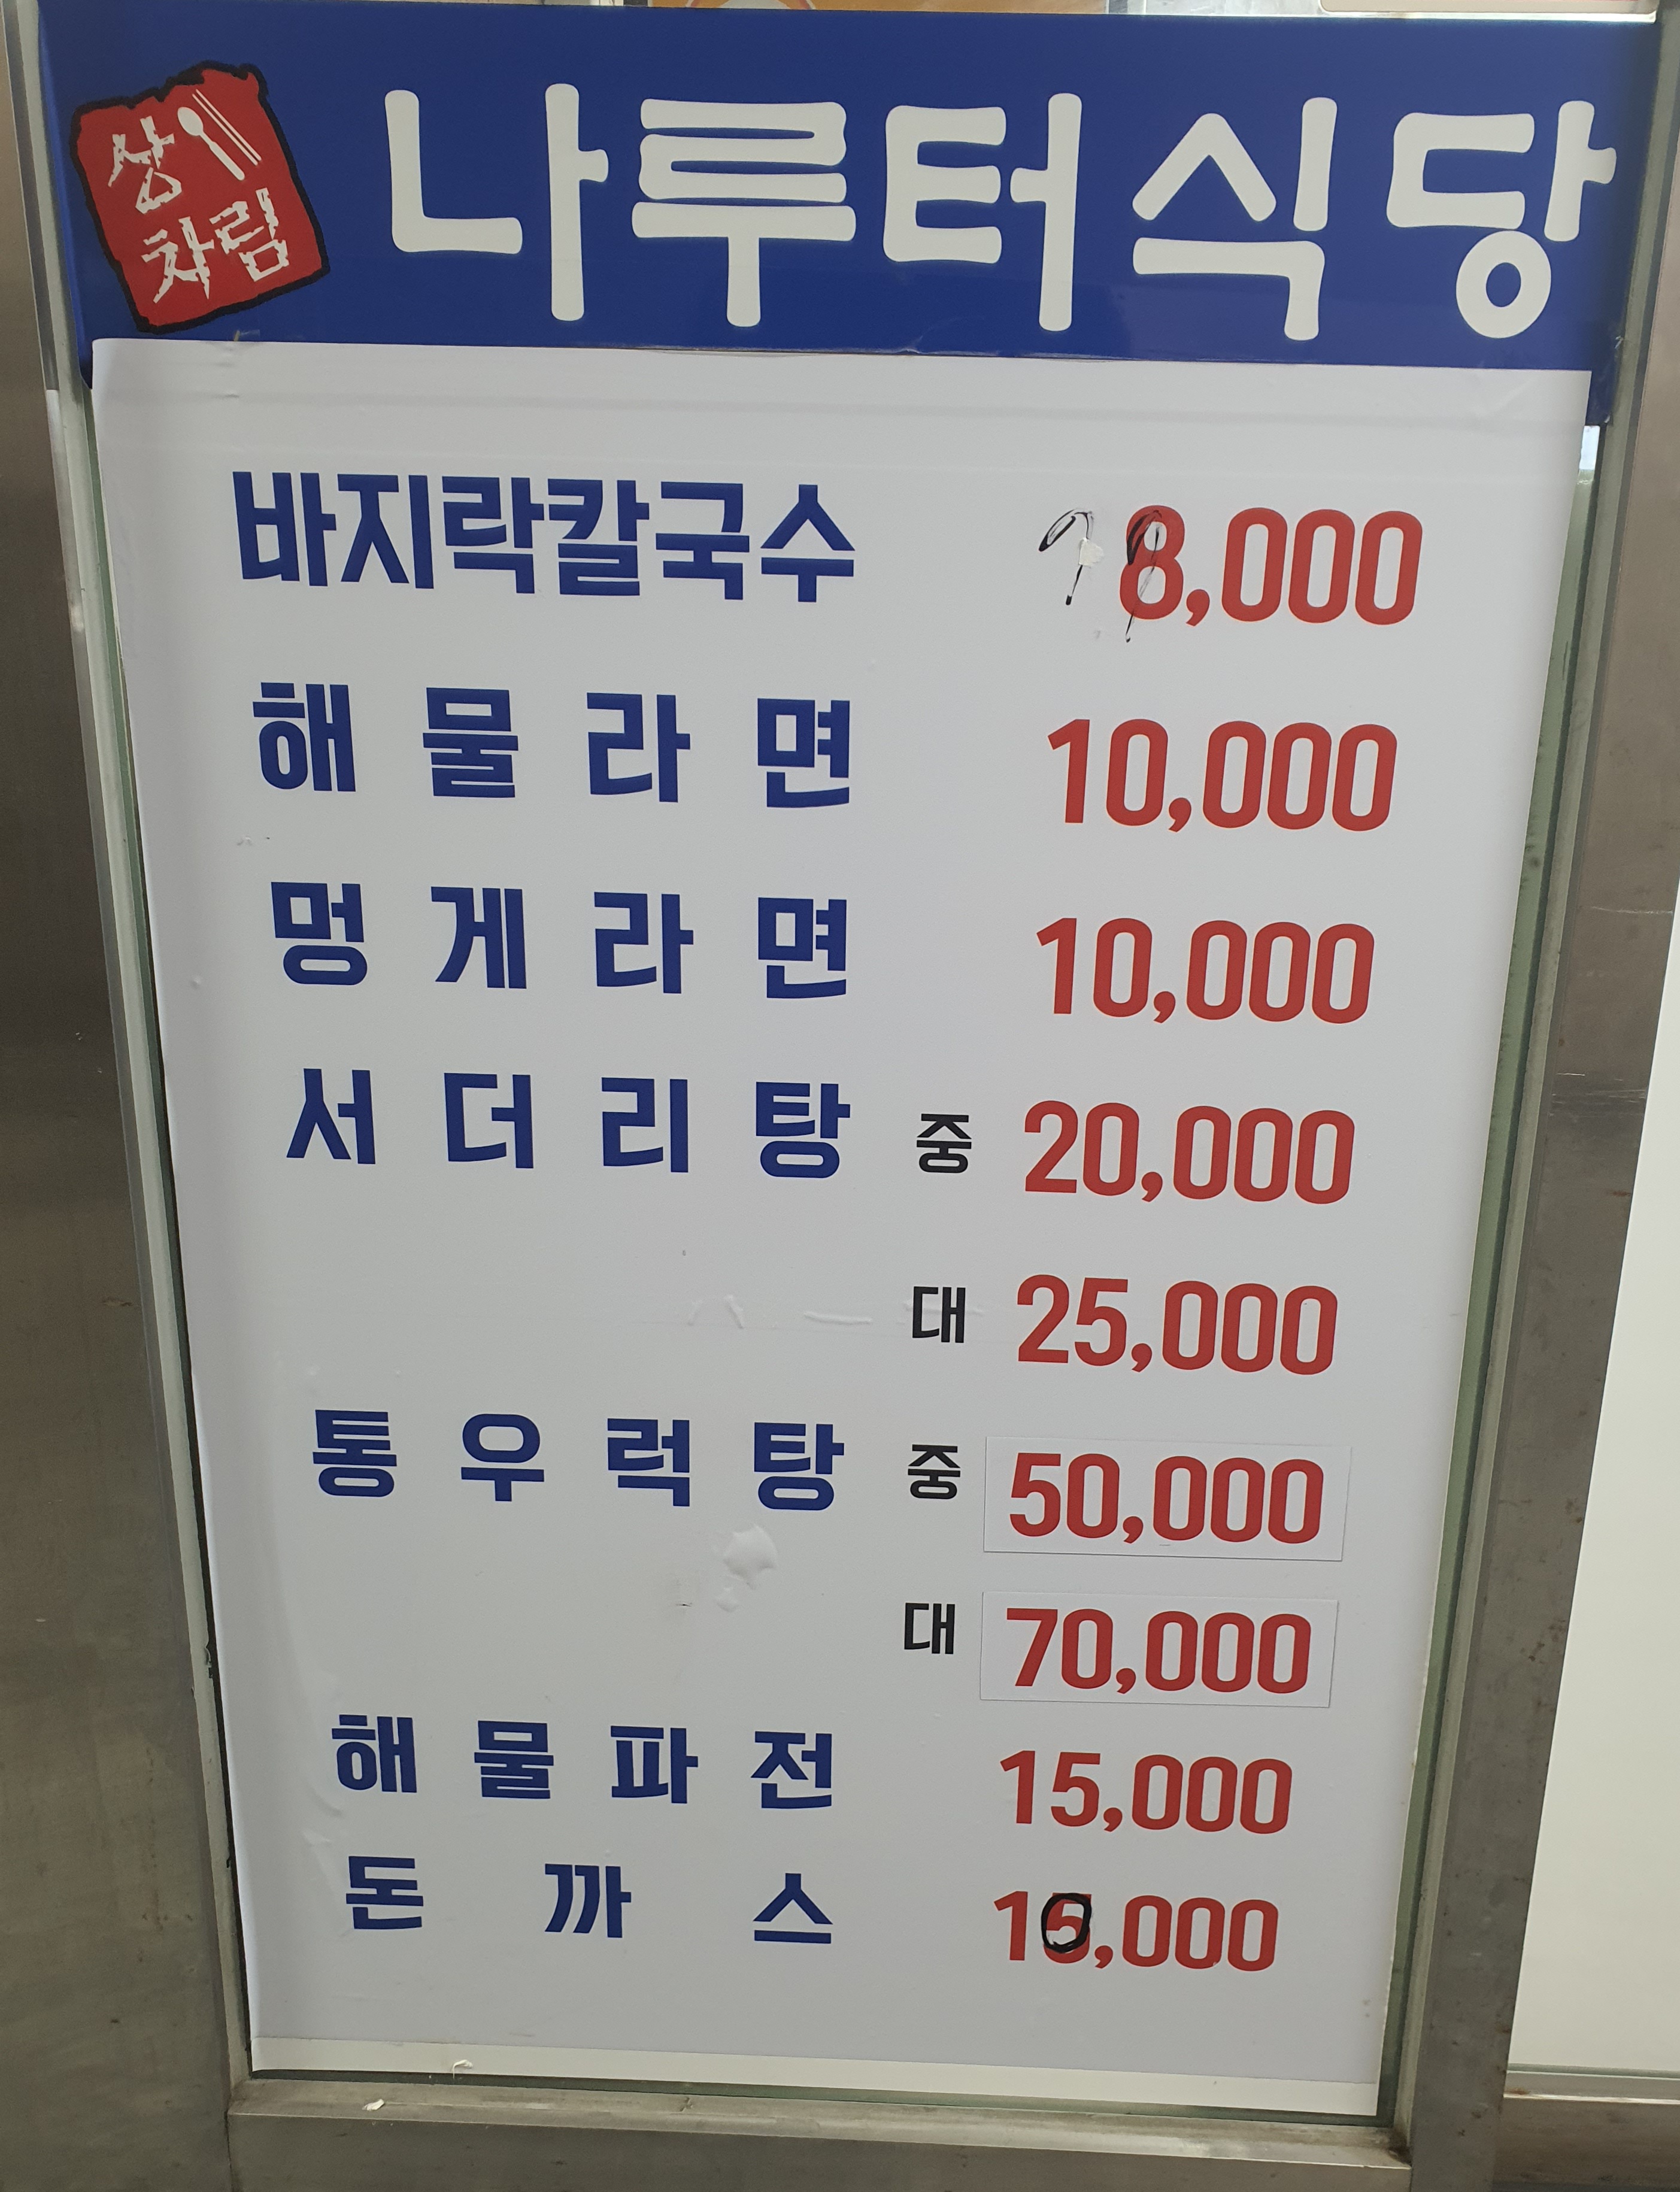 상차림
나루터식당
바지락칼국수 8,000
해물라면 10,000
멍게라면 10,000
서더리탕 중 20,000
대 25,000
통우럭탕 중 50,000
대 70,000
해물파전 15,000
돈까스 10,000